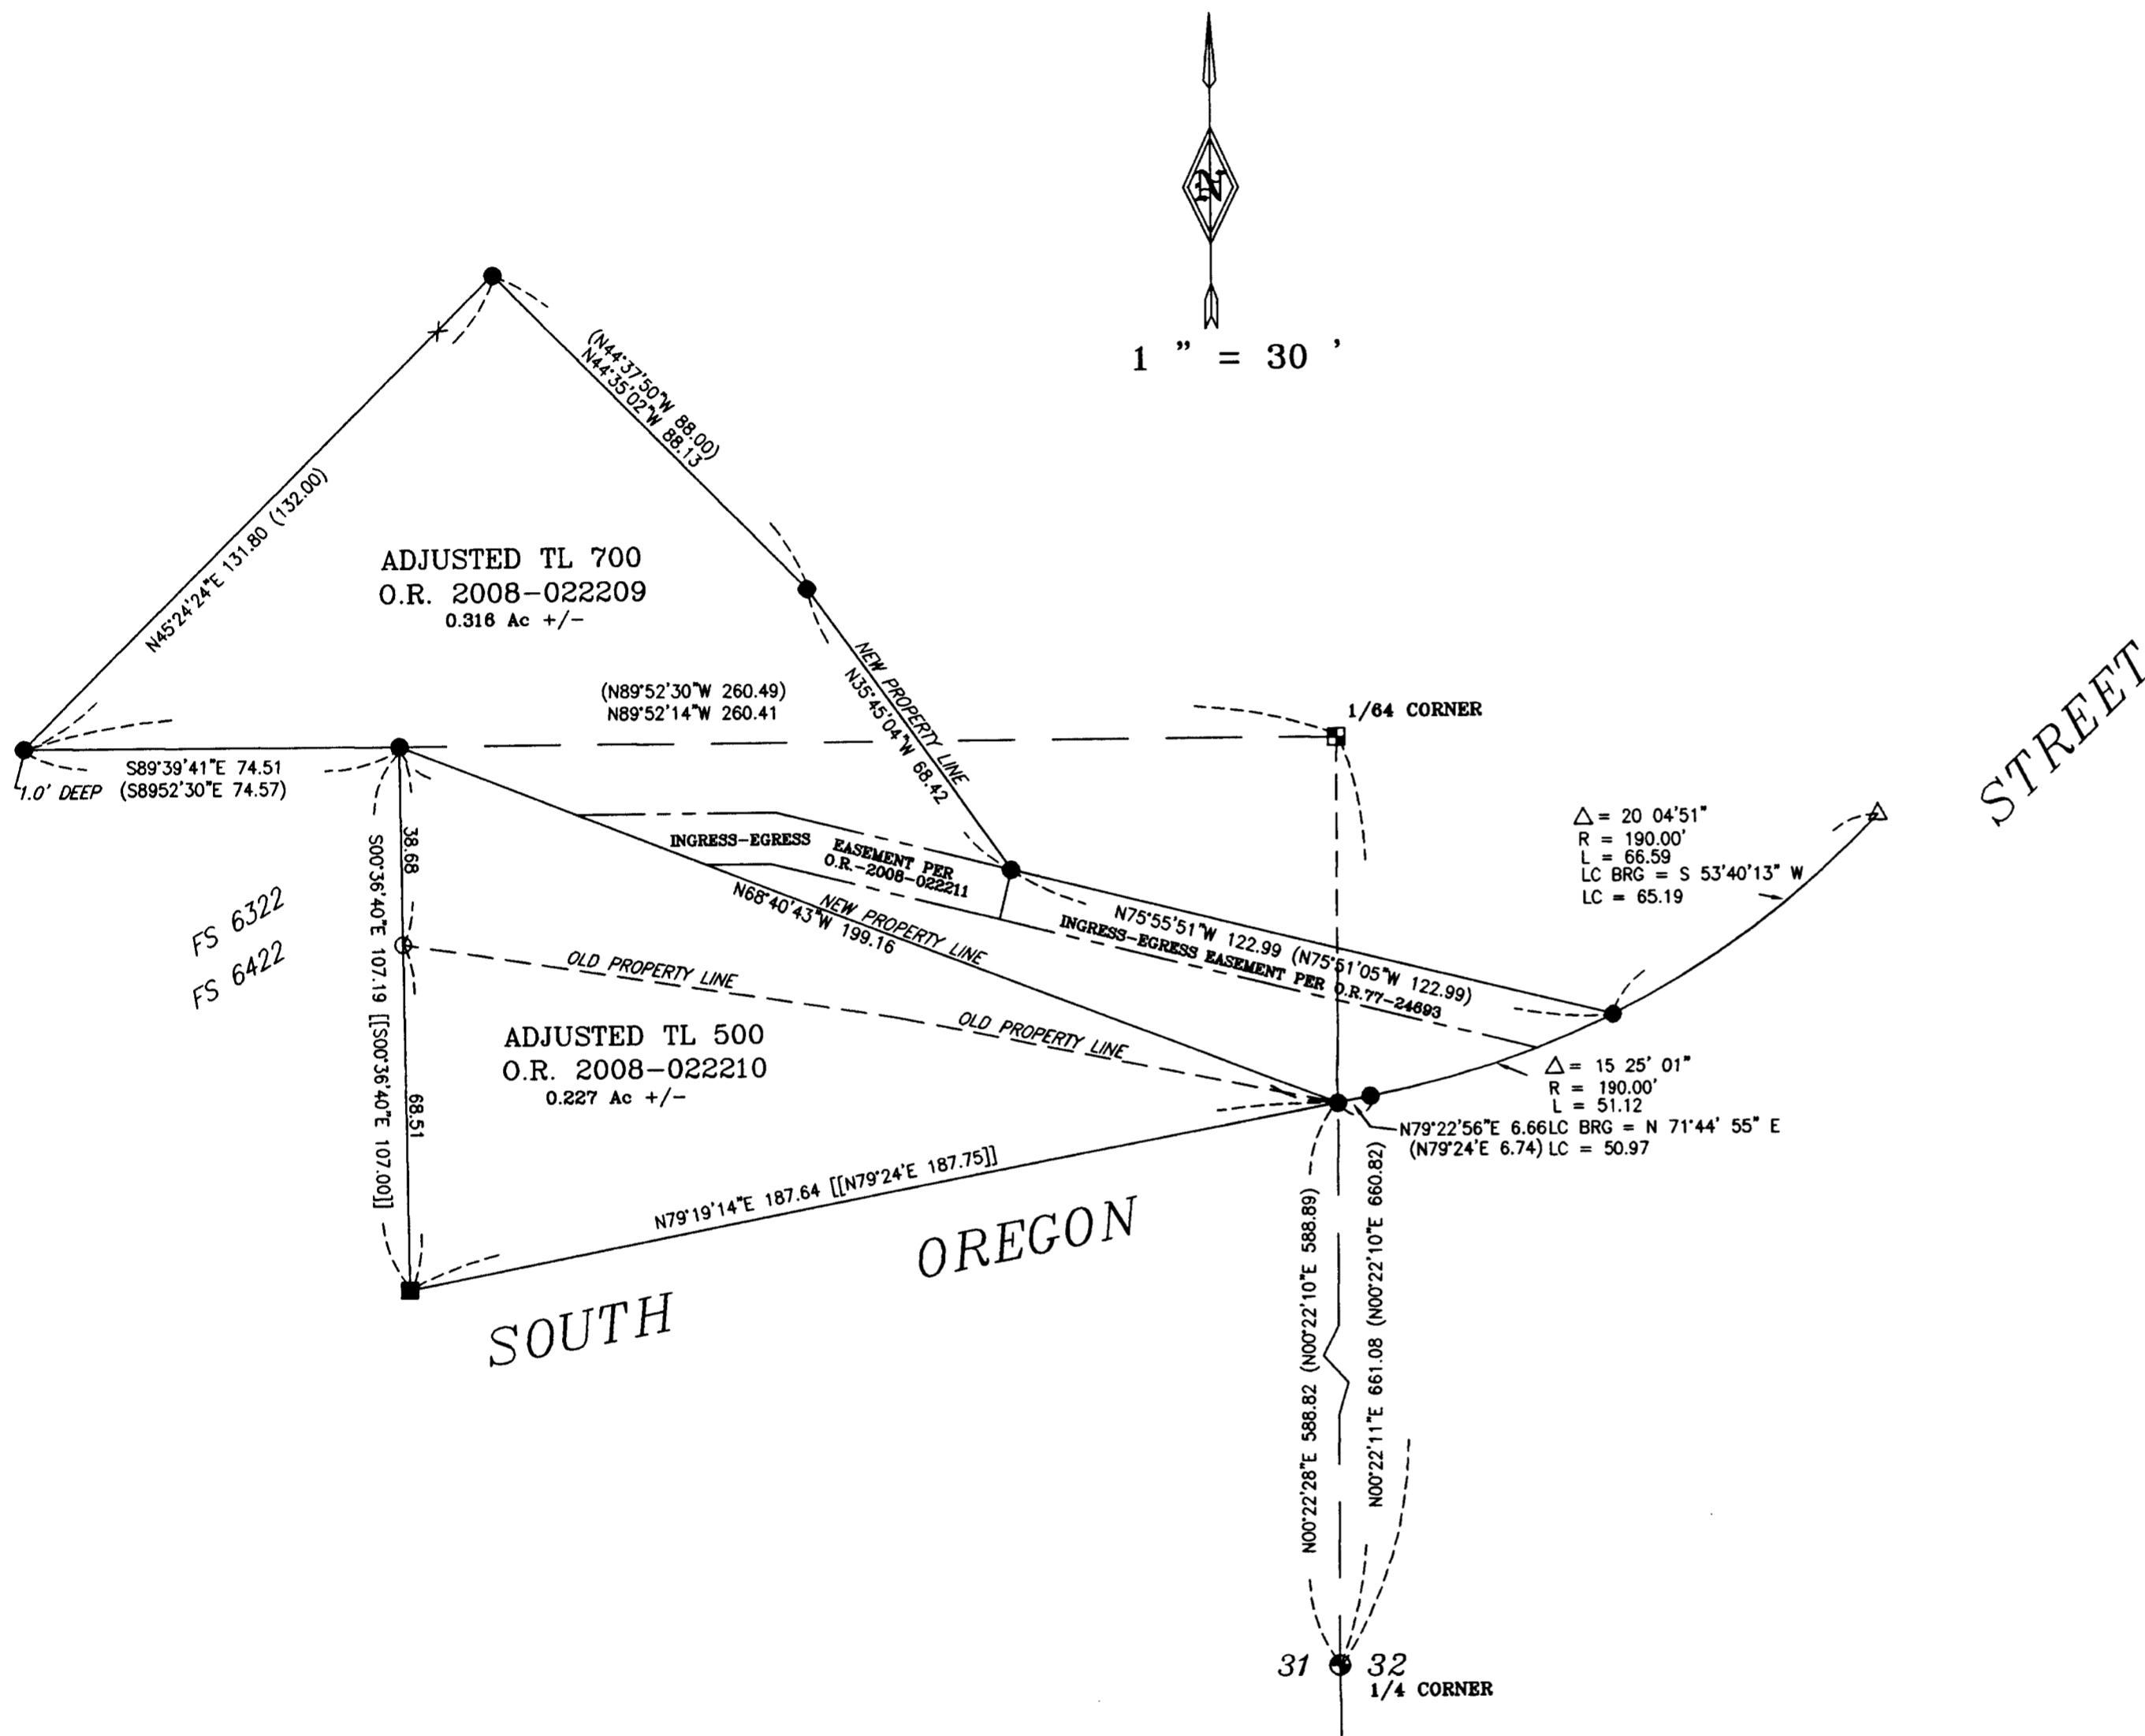 N
1 " = 30 '
(N44°37'50"W 88.00)
N44°35'02"W 88.13
N45°24'24"E 131.80 (132.00)
ADJUSTED TL 700
O.R. 2008-022209
0.316 Ac +/-
(N89°52'30"W 260.49)
N89°52'14"W 260.41
NEW PROPERTY LINE
N35°45'04"W 68.42
1/64 CORNER
STREET
S89°39'41"E 74.51
1.0' DEEP (S8952'30"E 74.57)
38.68
S00°36'40"E 107.19 [[S00°36'40"E 107.00]]
68.51
INGRESS-EGRESS
EASEMENT PER
O.R.-2008-022211
△= 20 04'51"
R = 190.00'
L = 66.59
LC BRG = S 53'40'13" W
LC = 65.19
NEW PROPERTY LINE
N68°40'43"W 199.16
N75°55'51"W 122.99 (N75°51'05"W 122.99)
INGRESS-EGRESS EASEMENT PER O.R.77-24693
FS 6322
FS 6422
OLD PROPERTY LINE
OLD PROPERTY LINE
ADJUSTED TL 500
O.R. 2008-022210
0.227 Ac +/-
△= 15 25' 01"
R = 190.00'
L = 51.12
N79°22'56"E 6.66LC BRG = N 71°44' 55" E
(N79°24'E 6.74) LC = 50.97
N79°19'14"E 187.64 [[N79°24'E 187.75]]
SOUTH OREGON
N00°22'28"E 588.82 (N00°22'10"E 588.89)
N00°22'11"E 661.08 (N00°22'10"E 660.82)
31 32
1/4 CORNER